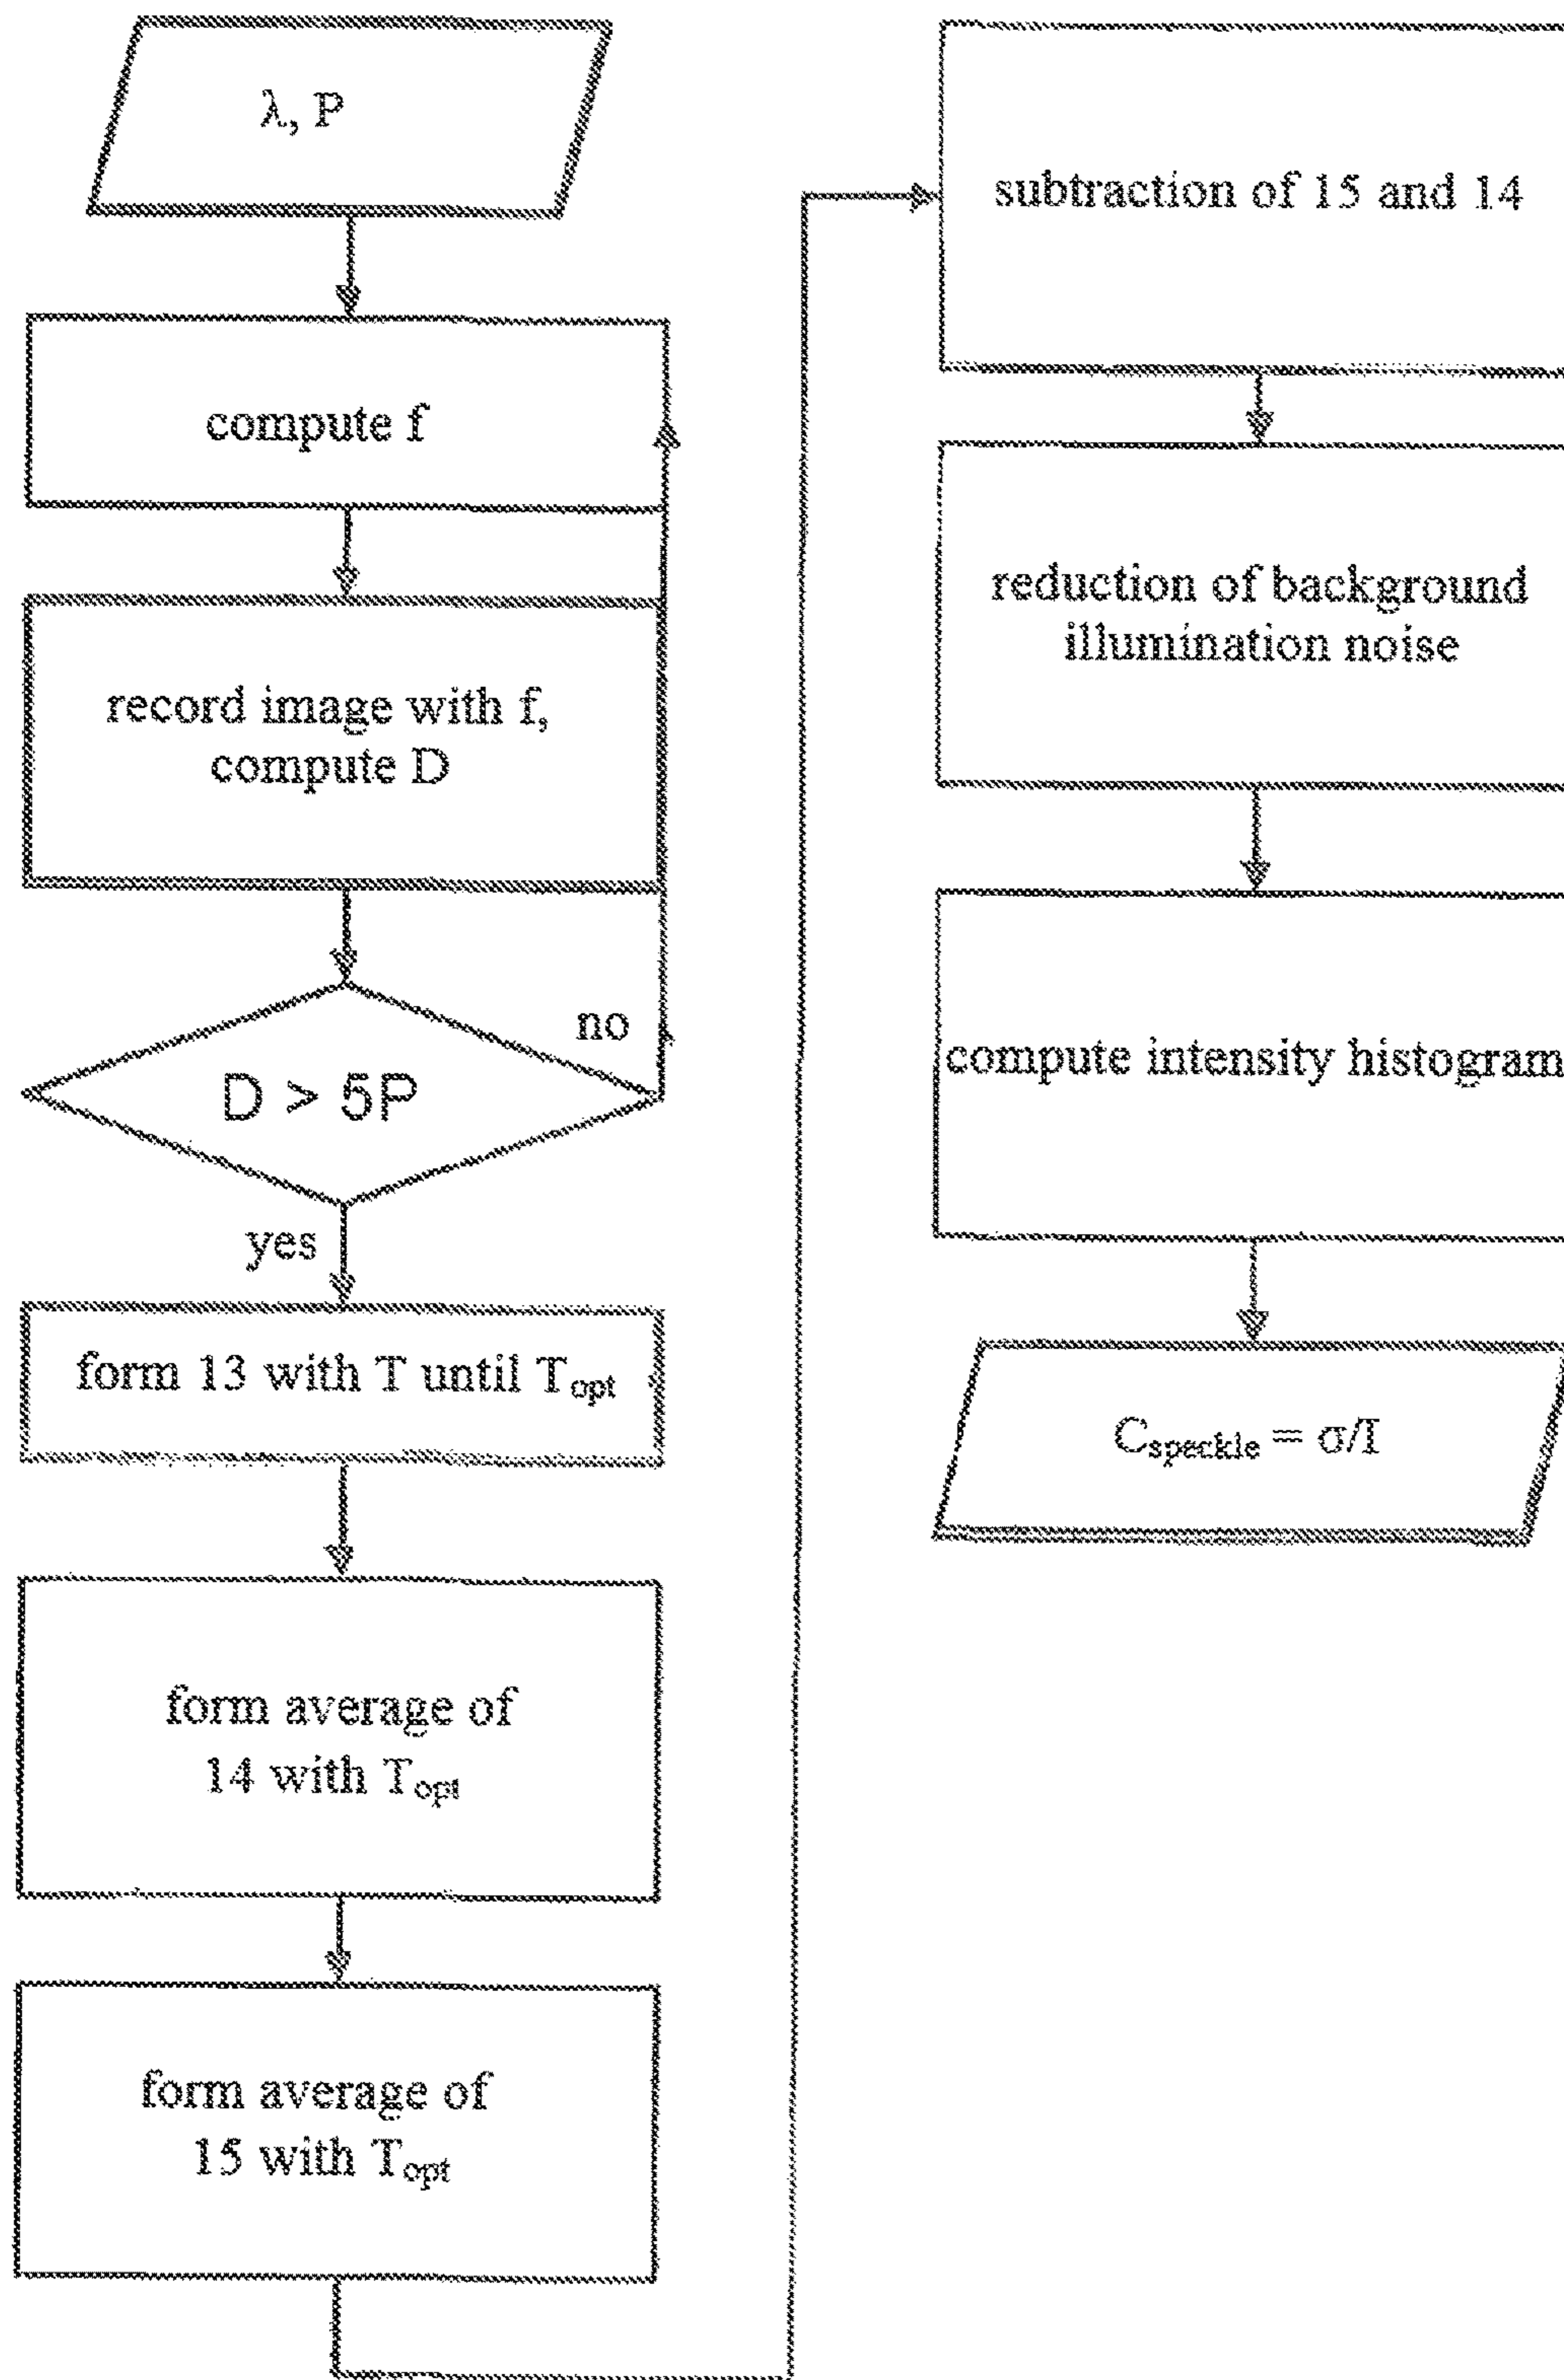 λ, P
compute f
record image with f,
compute D
no
D > 5P
yes
form 13 with T until Topt
form average of
14 with Topt
form average of
15 with Topt
subtraction of 15 and 14
reduction of background
illumination noise
compute intensity histogram
Cspeckle = σ/I